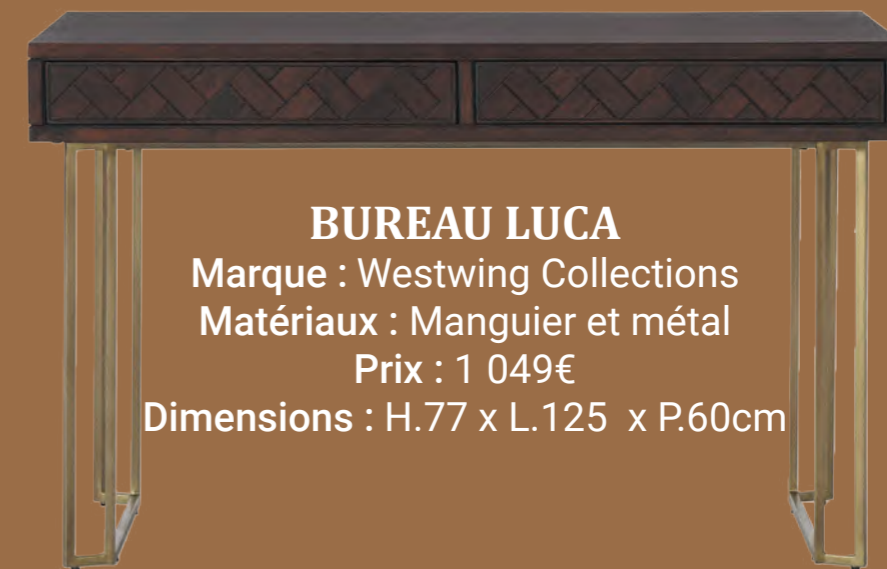 BUREAU LUCA
Marque : Westwing Collections
Matériaux : Manguier et métal
Prix : 1 049€
Dimensions : H.77 x L.125  x P.60cm